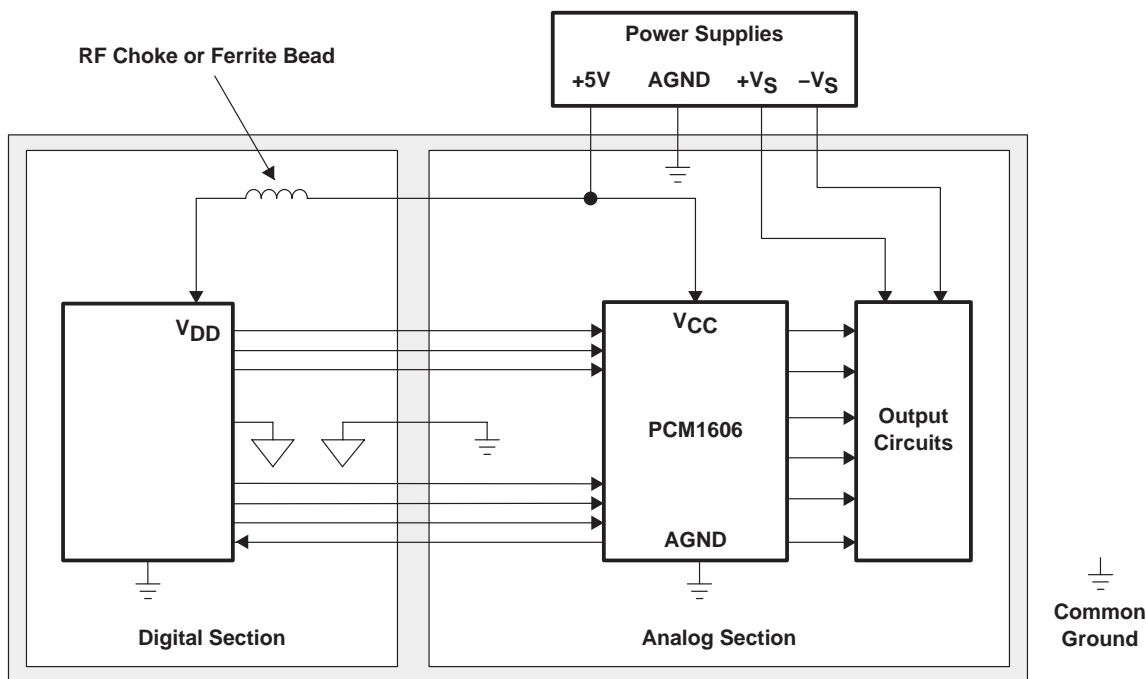 Power Supplies
+5V AGND +VS –VS
RF Choke or Ferrite Bead
VDD
VCC
PCM1606
AGND
Output
Circuits
Digital Section
Analog Section
Common
Ground